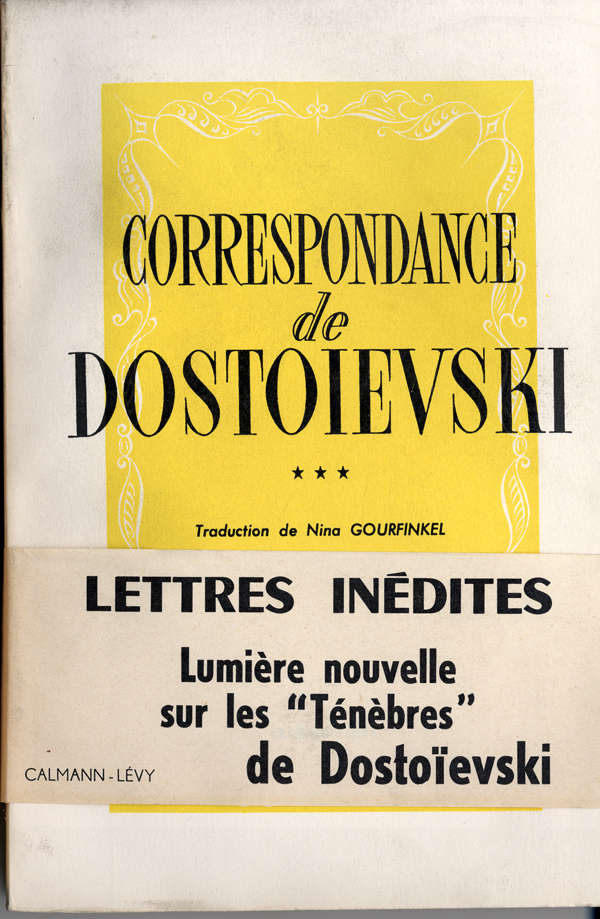 CORRESPONDANCE
de
DOSTOIEVSKI
★ ★ ★
Traduction de Nina GOURFINKEL
LETTRES INÉDITES
Lumière nouvelle
sur les "Ténèbres"
de Dostoïevski
CALMANN-LÉVY